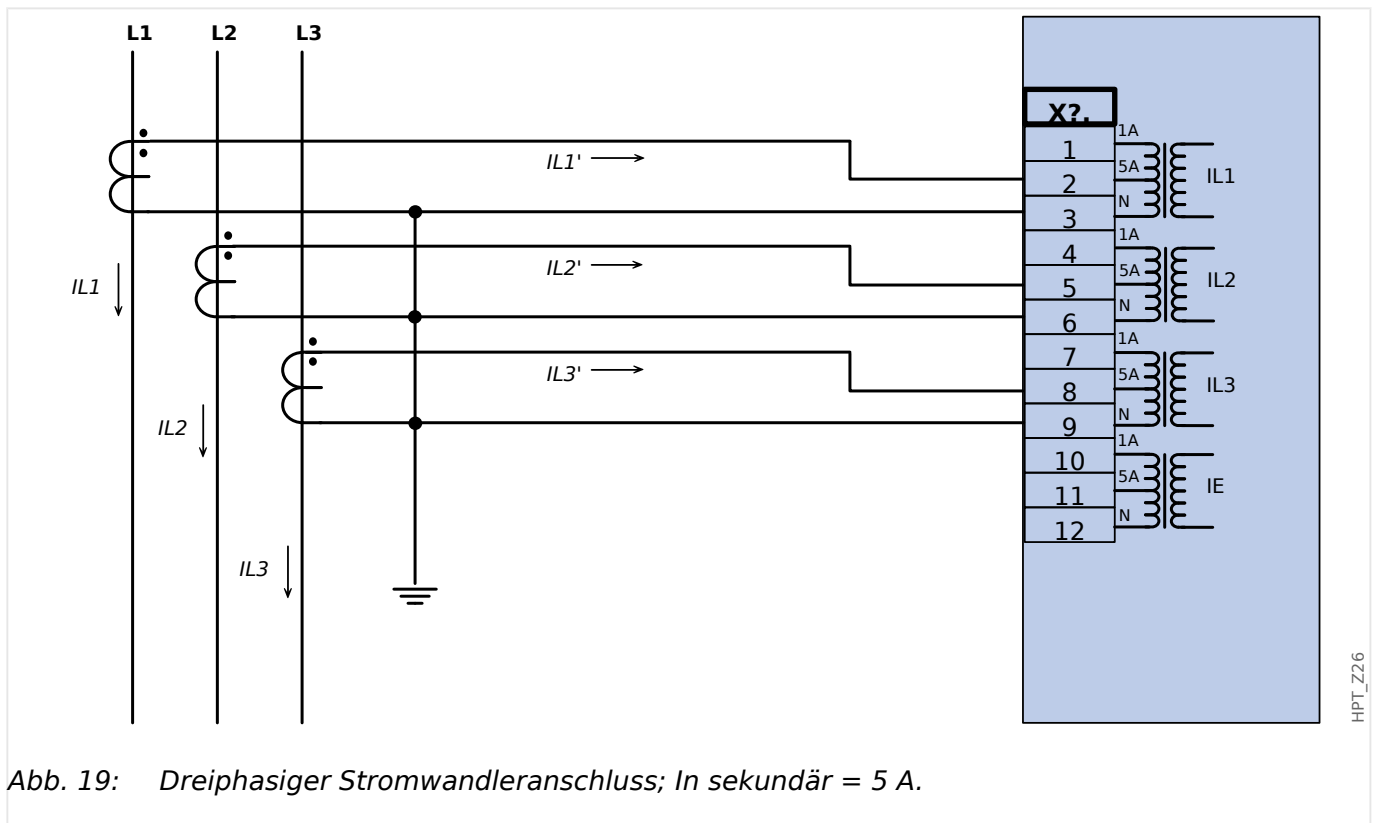 L1 L2 L3
X?.
1A
1
IL1'
5A
IL1
2
N
3
1A
4
IL2'
5A
IL2
IL1
5
N
6
1A
7
IL3'
5A
IL3
8
N
IL2
9
1A
10
5A
IE
11
N
12
IL3
HPT_Z26
Abb. 19: Dreiphasiger Stromwandleranschluss; In sekundär = 5 A.